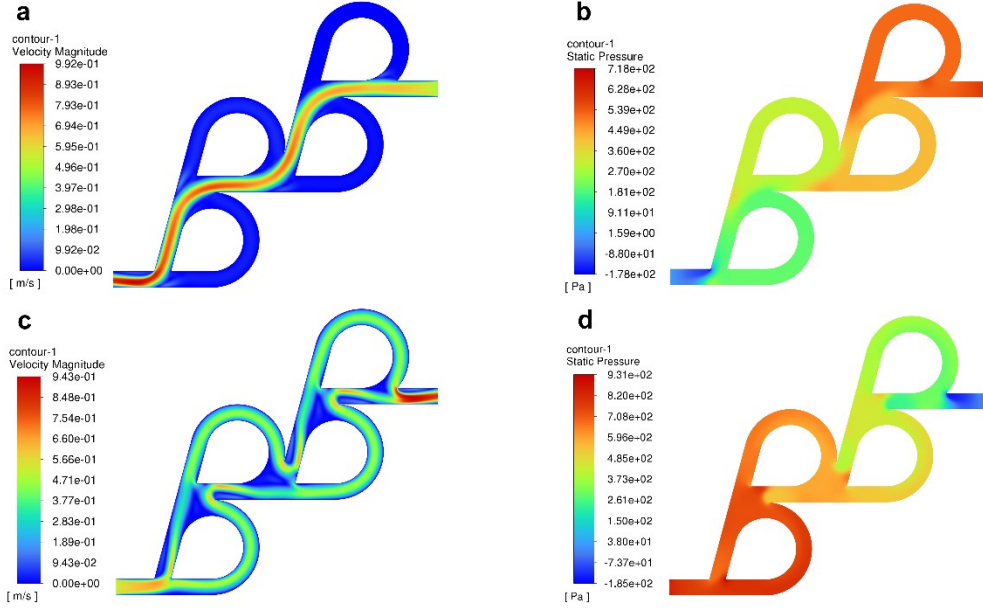 a
contour-1
Velocity Magnitude
9.92e-01
8.93e-01
7.94e-01
6.94e-01
5.95e-01
4.96e-01
3.97e-01
2.98e-01
1.98e-01
9.92e-02
0.00e+00
[ m/s ]
b
contour-1
Static Pressure
7.18e+02
6.28e+02
5.39e+02
4.49e+02
3.60e+02
2.70e+02
1.81e+02
9.11e+01
1.59e+00
-8.80e+01
-1.78e+02
[ Pa ]
c
contour-1
Velocity Magnitude
9.43e-01
8.48e-01
7.54e-01
6.60e-01
5.66e-01
4.71e-01
3.77e-01
2.83e-01
1.89e-01
9.43e-02
0.00e+00
[ m/s ]
d
contour-1
Static Pressure
9.31e+02
8.20e+02
7.08e+02
5.96e+02
4.85e+02
3.73e+02
2.61e+02
1.50e+02
3.80e+01
-7.37e+01
-1.85e+02
[ Pa ]